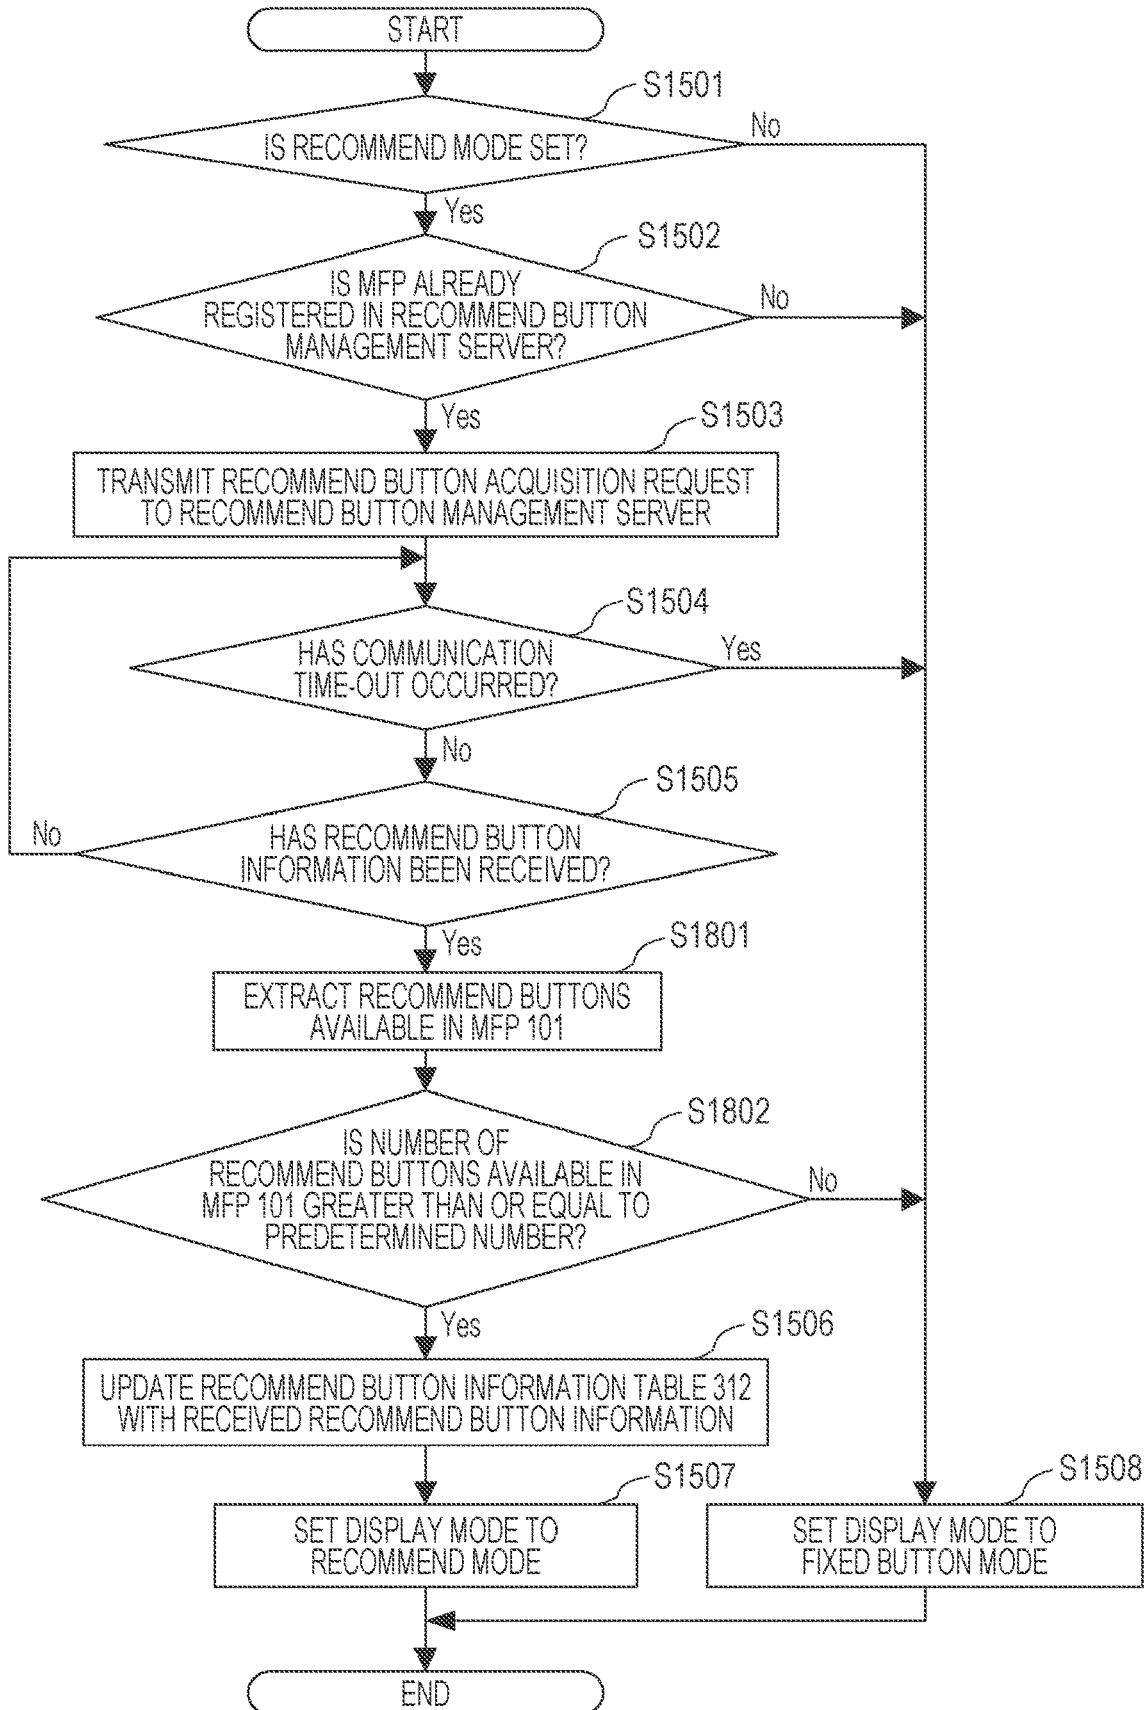 START
S1501
IS RECOMMEND MODE SET?
No
Yes
S1502
IS MFP ALREADY
REGISTERED IN RECOMMEND BUTTON
MANAGEMENT SERVER?
No
Yes
S1503
TRANSMIT RECOMMEND BUTTON ACQUISITION REQUEST
TO RECOMMEND BUTTON MANAGEMENT SERVER
S1504
HAS COMMUNICATION
TIME-OUT OCCURRED?
Yes
No
S1505
HAS RECOMMEND BUTTON
INFORMATION BEEN RECEIVED?
No
Yes
S1801
EXTRACT RECOMMEND BUTTONS
AVAILABLE IN MFP 101
S1802
IS NUMBER OF
RECOMMEND BUTTONS AVAILABLE IN
MFP 101 GREATER THAN OR EQUAL TO
PREDETERMINED NUMBER?
No
Yes
S1506
UPDATE RECOMMEND BUTTON INFORMATION TABLE 312
WITH RECEIVED RECOMMEND BUTTON INFORMATION
S1507
SET DISPLAY MODE TO
RECOMMEND MODE
S1508
SET DISPLAY MODE TO
FIXED BUTTON MODE
END